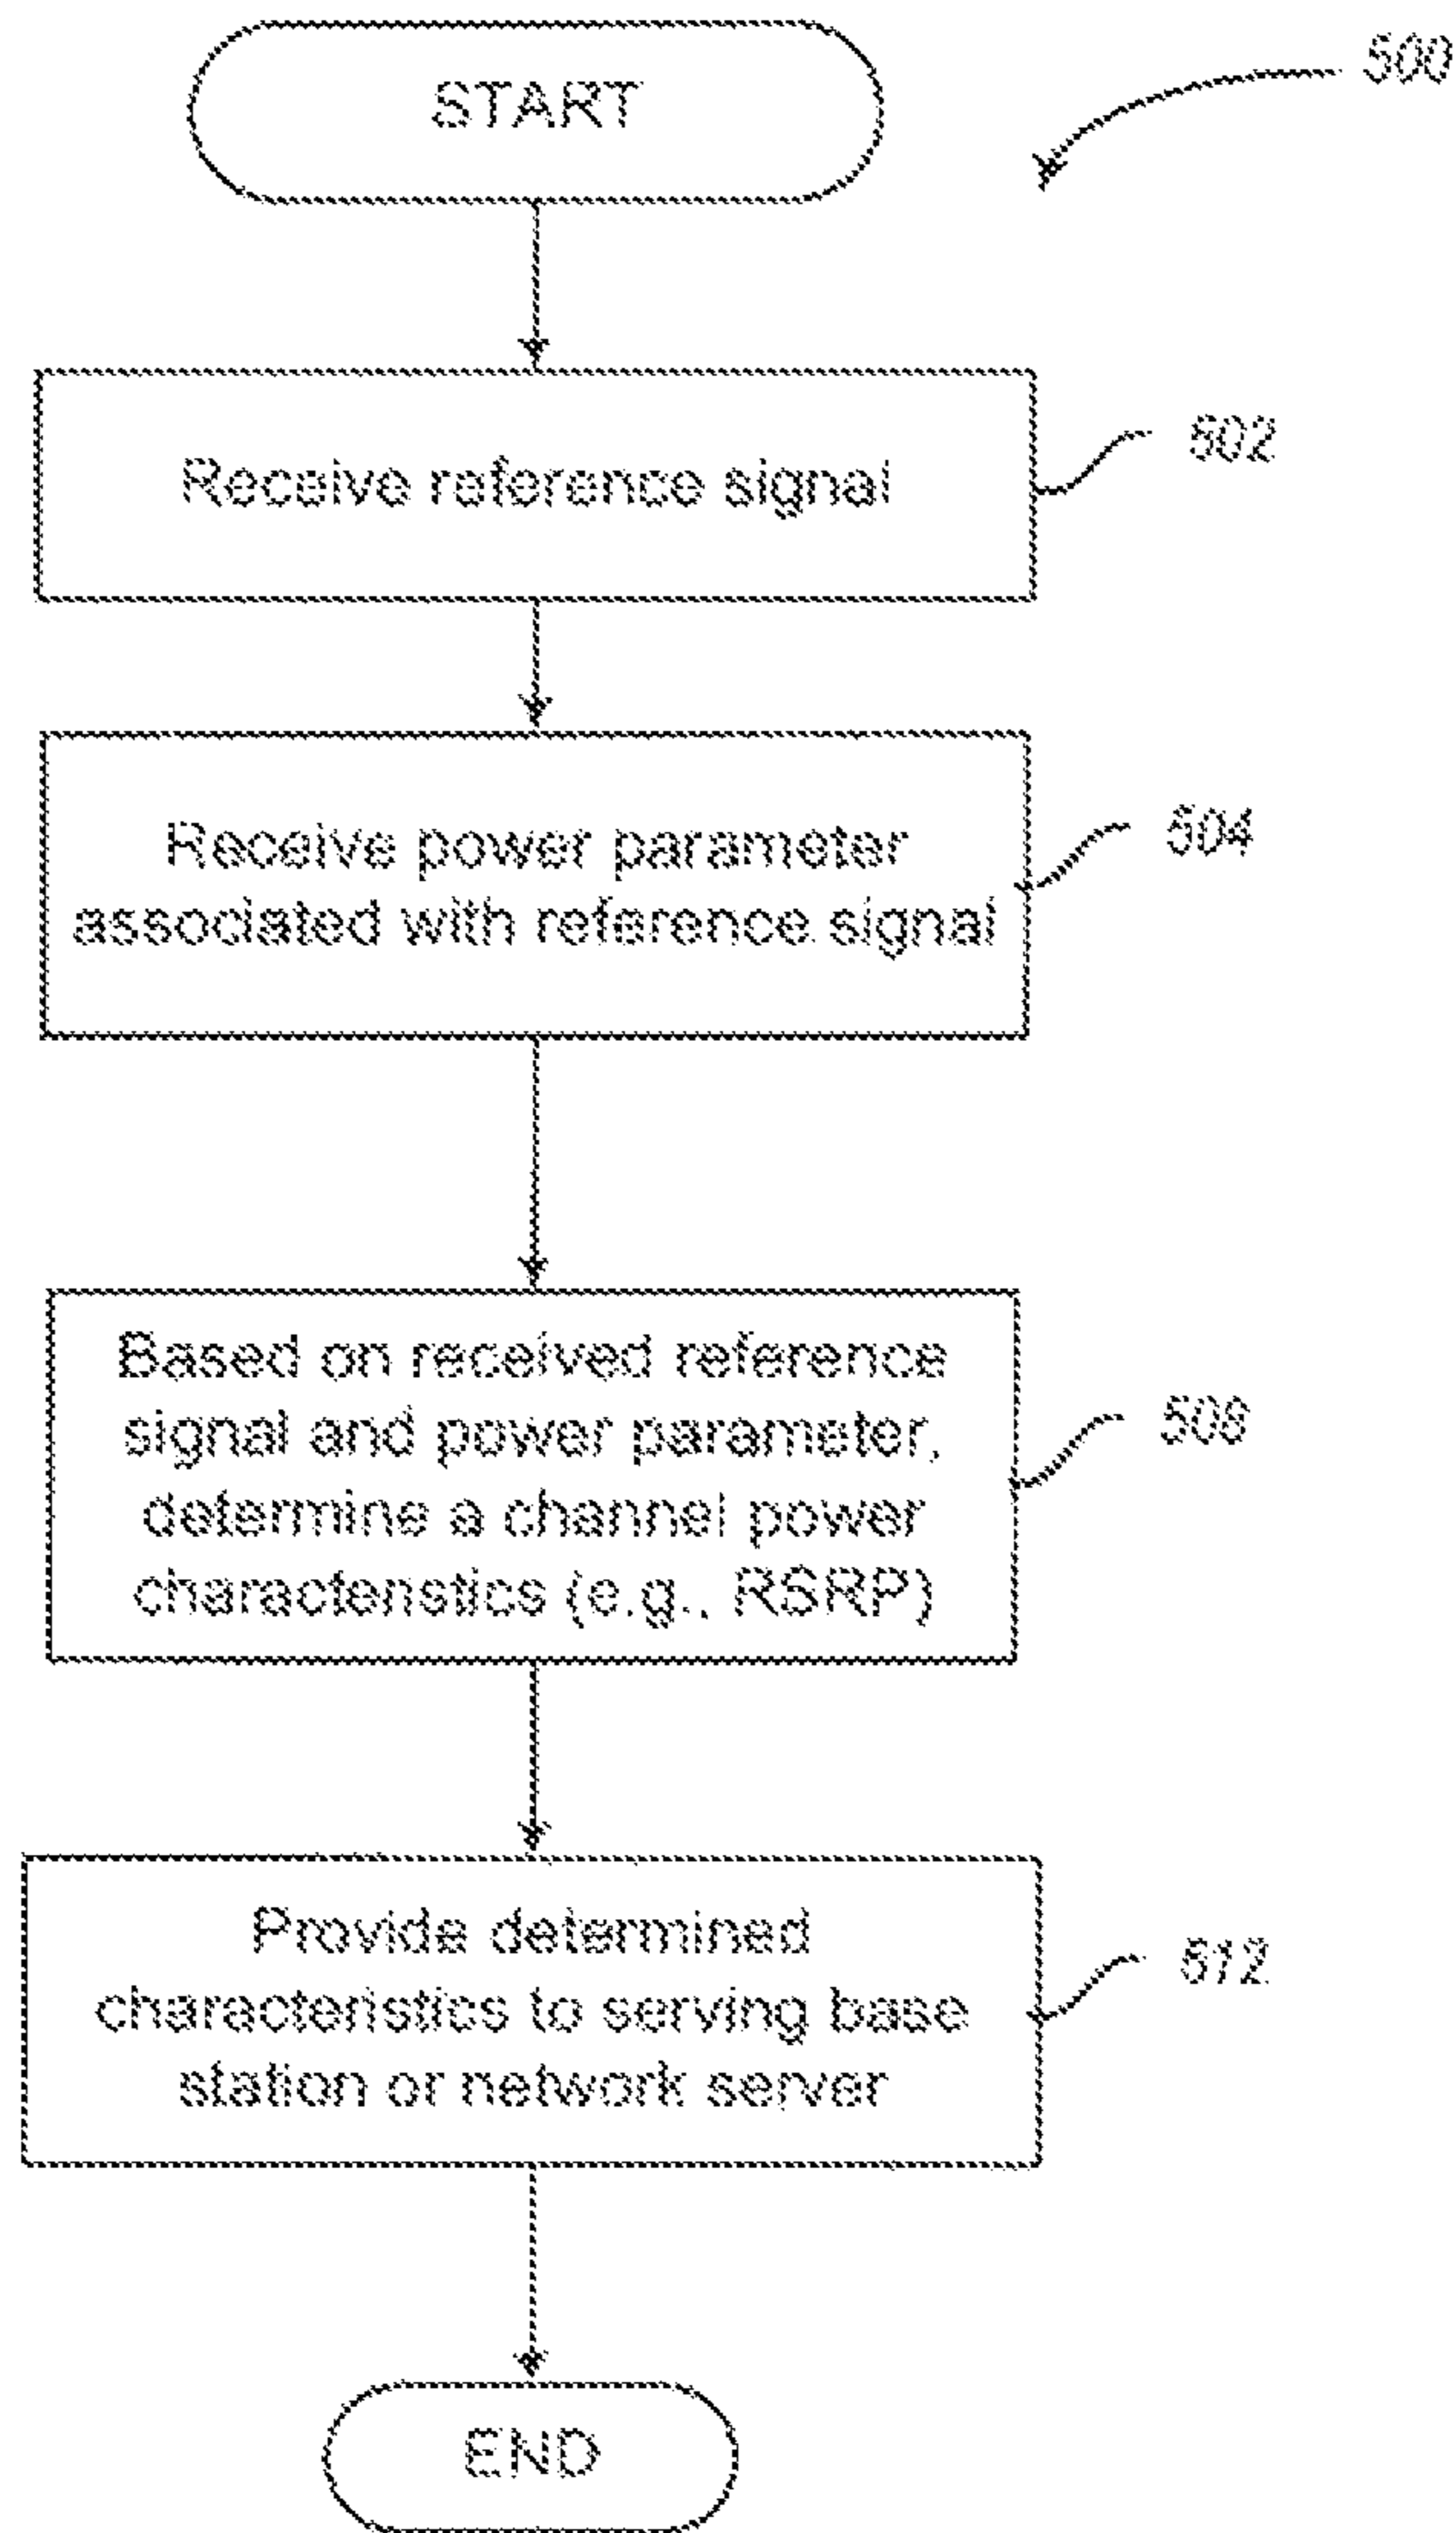 START
500
Receive reference signal
502
Receive power parameter
associated with reference signal
504
Based on received reference
signal and power parameter,
determine a channel power
characteristics (e.g., RSRP)
508
Provide determined
characteristics to serving base
station or network server
512
END